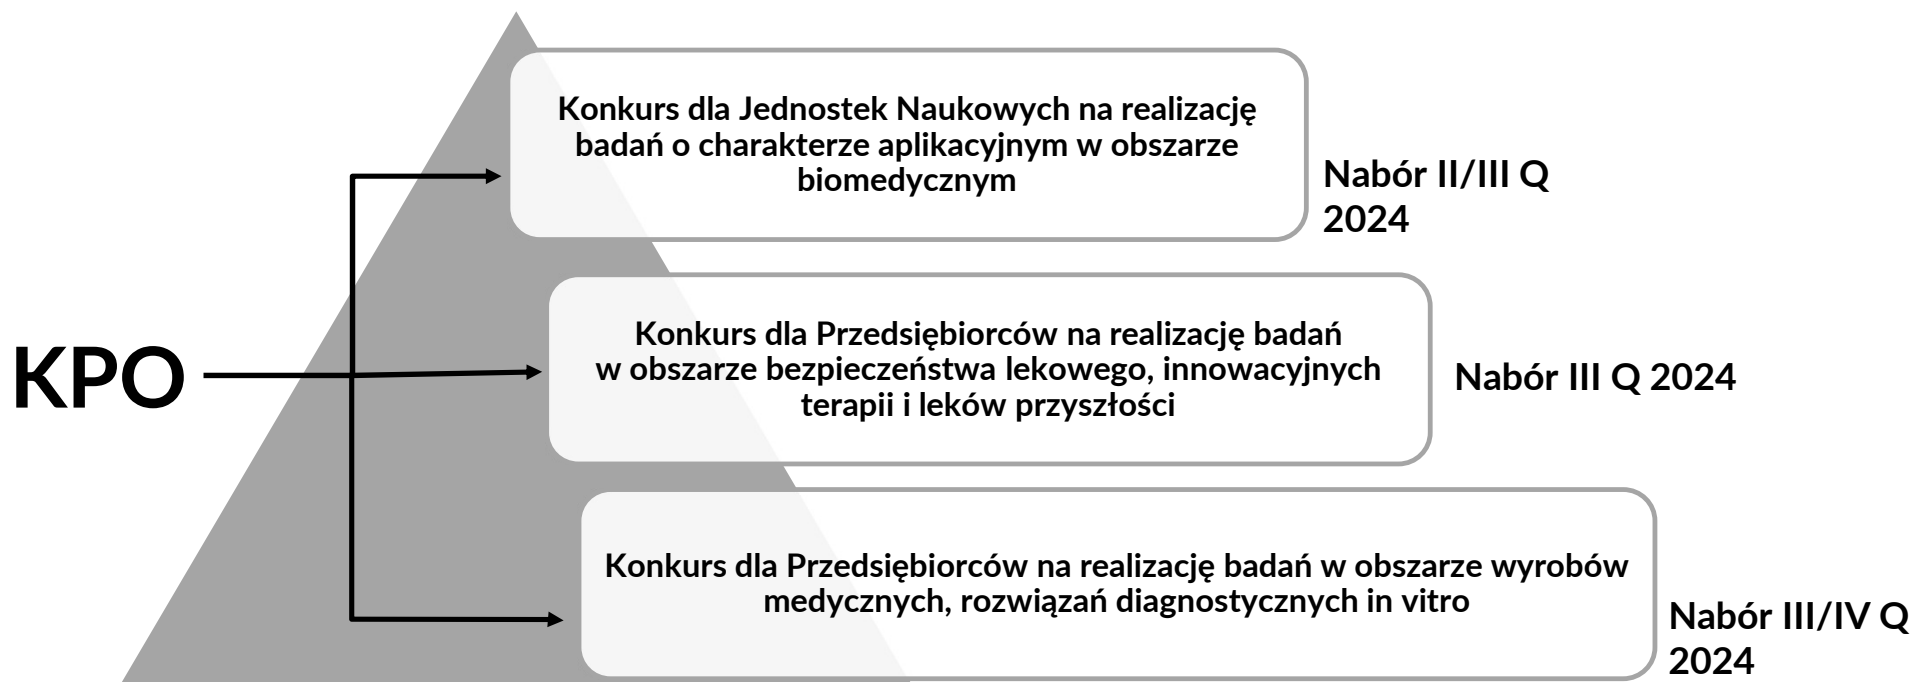 Konkurs dla Jednostek Naukowych na realizację
badań o charakterze aplikacyjnym w obszarze
biomedycznym
Nabór II/III Q
2024
KPO
Konkurs dla Przedsiębiorców na realizację badań
w obszarze bezpieczeństwa lekowego, innowacyjnych
terapii i leków przyszłości
Nabór III Q 2024
Konkurs dla Przedsiębiorców na realizację badań w obszarze wyrobów
medycznych, rozwiązań diagnostycznych in vitro
Nabór III/IV Q
2024